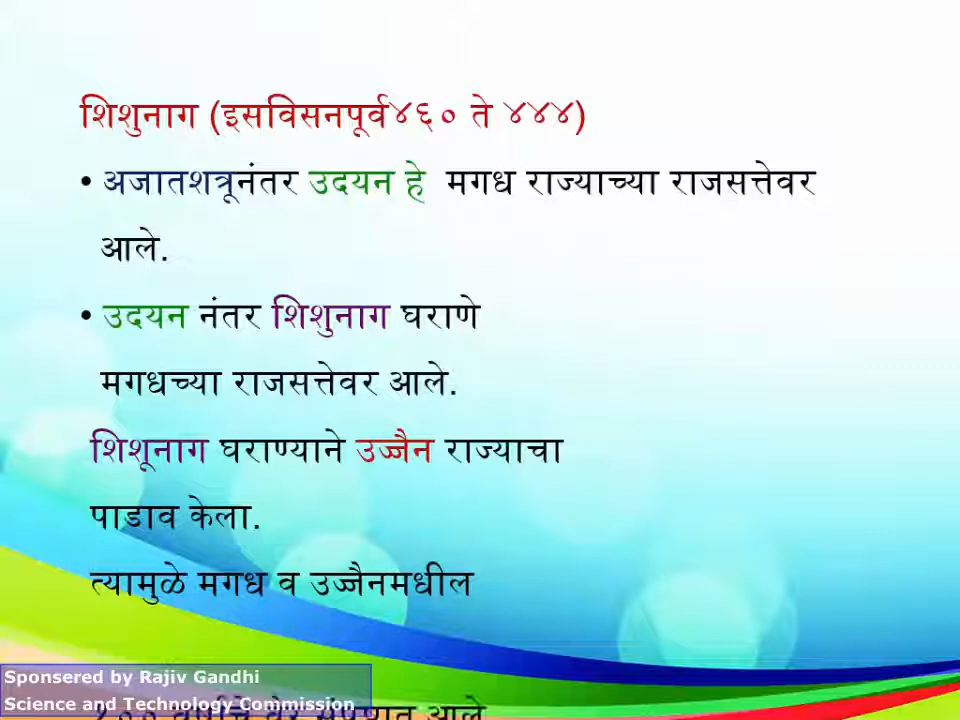 शिशुनाग (इसविसनपूर्व४६० ते ४४४)
• अजातशत्रूनंतर उदयन हे मगध राज्याच्या राजसत्तेवर
आले.
• उदयन नंतर शिशुनाग घराणे
मगधच्या राजसत्तेवर आले.
शिशूनाग घराण्याने उज्जैन राज्याचा
पाडाव केला.
त्यामुळे मगध व उज्जैनमधील
Sponsered by Rajiv Gandhi
Science and Technology Commission
आले